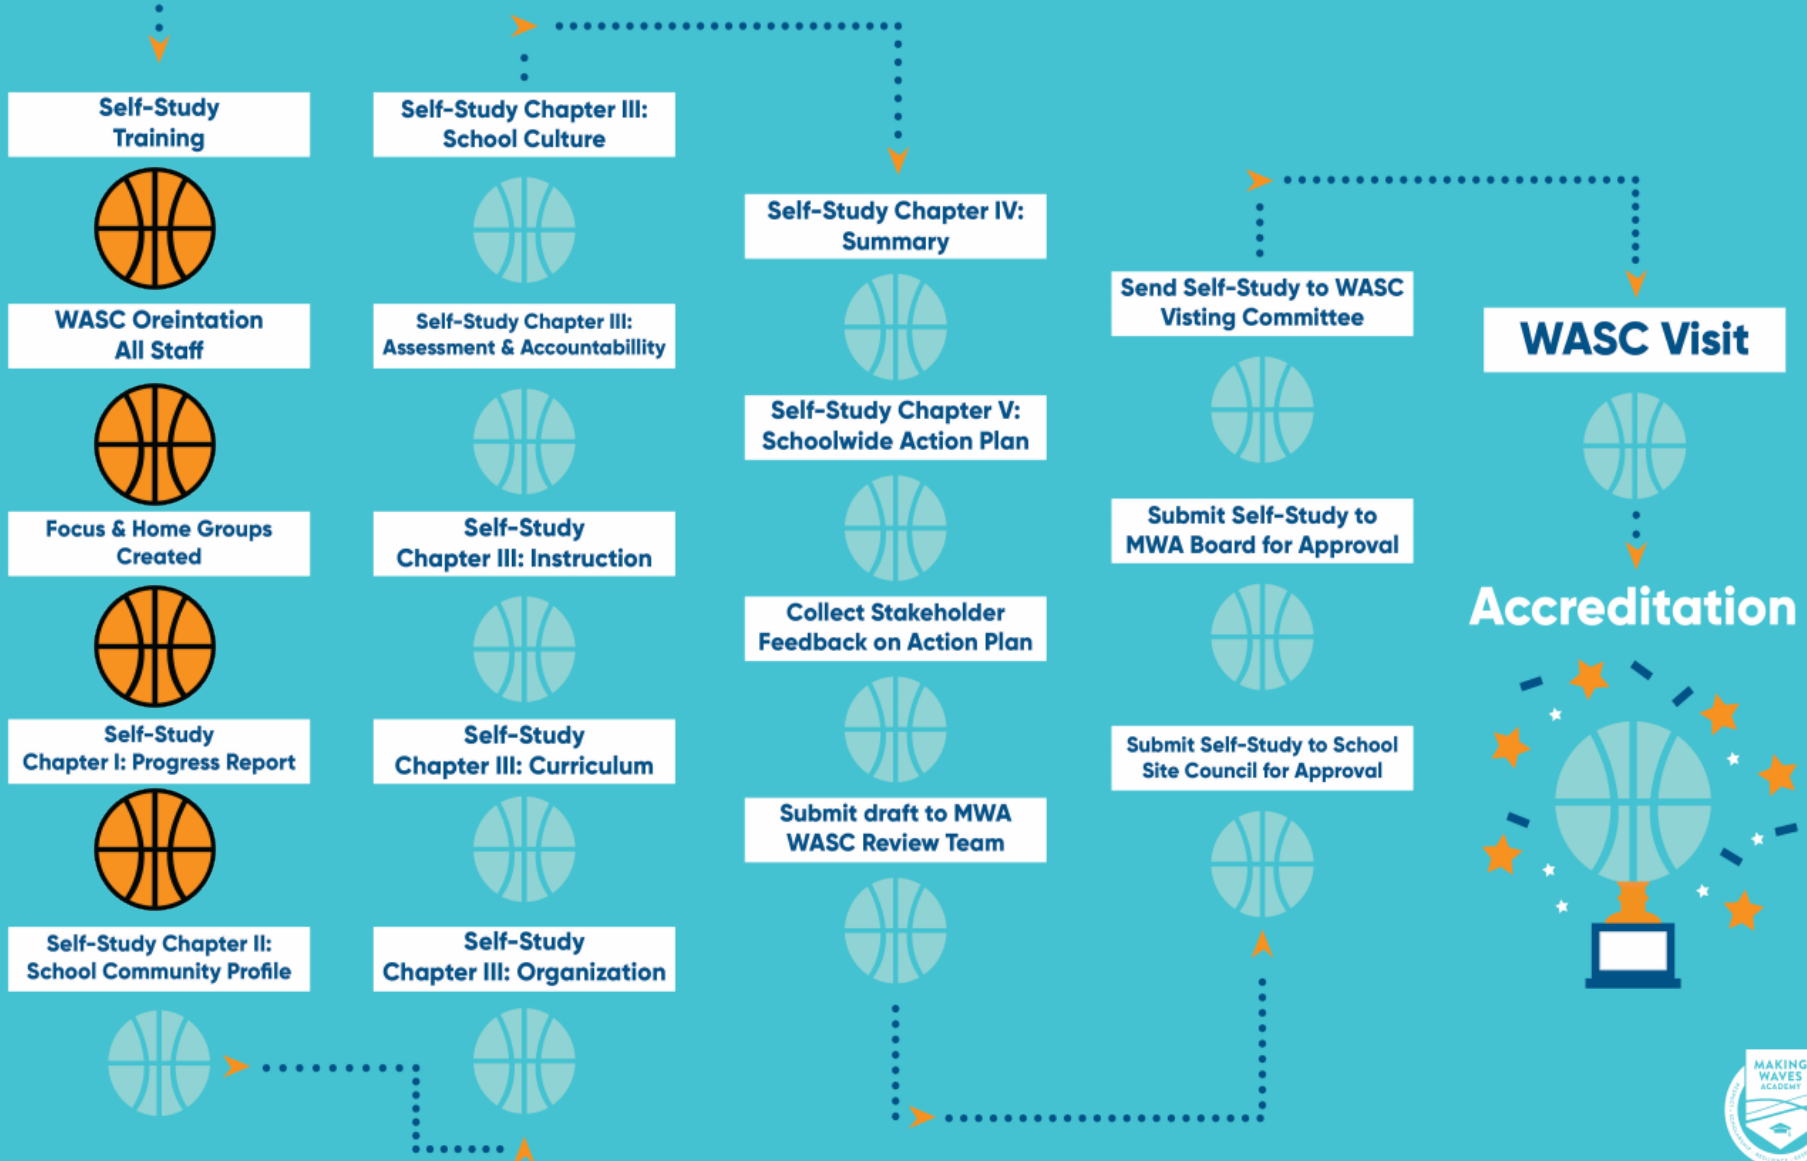 Self-Study
Training
WASC Oreintation
All Staff
Focus & Home Groups
Created
Self-Study
Chapter I: Progress Report
Self-Study Chapter II:
School Community Profile
Self-Study Chapter III:
School Culture
Self-Study Chapter III:
Assessment & Accountabillity
Self-Study
Chapter III: Instruction
Self-Study
Chapter III: Curriculum
Self-Study
Chapter III: Organization
Self-Study Chapter IV:
Summary
Self-Study Chapter V:
Schoolwide Action Plan
Collect Stakeholder
Feedback on Action Plan
Submit draft to MWA
WASC Review Team
Send Self-Study to WASC
Visting Committee
Submit Self-Study to
MWA Board for Approval
Submit Self-Study to School
Site Council for Approval
WASC Visit
Accreditation
MAKING
WAVES
ACADEMY